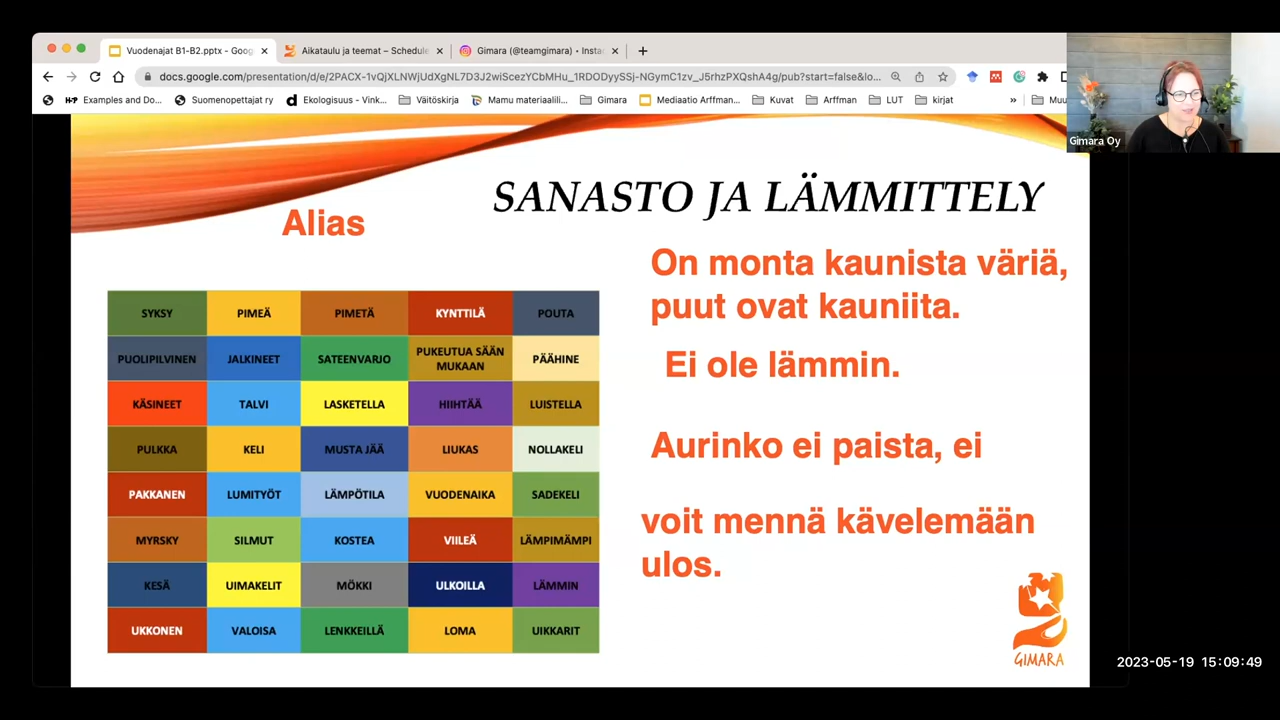 Vuodenajat B1-B2.pptx - Goog
Aikataulu ja teemat – Schedule
Gimara (@teamgimara) • Insta
docs.google.com/presentation/d/e/2PACX-1vQjXLNWjUdXgNL7D3J2wiScezYCbMHu_1RDODyySSj-NGymC1zv_J5rhzPXQshA4g/pub?start=false&lo...
Examples and Do...
Suomenopettajat ry
Ekologisuus - Vink...
Väitöskirja
Mamu materiaalili...
Gimara
Mediaatio Arffman...
Kuvat
Arffman
LUT
kirjat
»
Muu
Gimara Oy
SANASTO JA LÄMMITTELY
Alias
SYKSY PIMEÄ PIMETÄ KYNTTILÄ POUTA
PUOLIPILVINEN JALKINEET SATEENVARJO PUKEUTUA SÄÄN MUKAAN PÄÄHINE
KÄSINEET TALVI LASKETELLA HIIHTÄÄ LUISTELLA
PULKKA KELI MUSTA JÄÄ LIUKAS NOLLAKELI
PAKKANEN LUMITYÖT LÄMPÖTILA VUODENAIKA SADEKELI
MYRSKY SILMUT KOSTEA VIILEÄ LÄMPIMÄMPI
KESÄ UIMAKELIT MÖKKI ULKOILLA LÄMMIN
UKKONEN VALOISA LENKKEILLÄ LOMA UIKKARIT
On monta kaunista väriä,
puut ovat kauniita.
Ei ole lämmin.
Aurinko ei paista, ei
voit mennä kävelemään
ulos.
GIMARA
2023-05-19 15:09:49